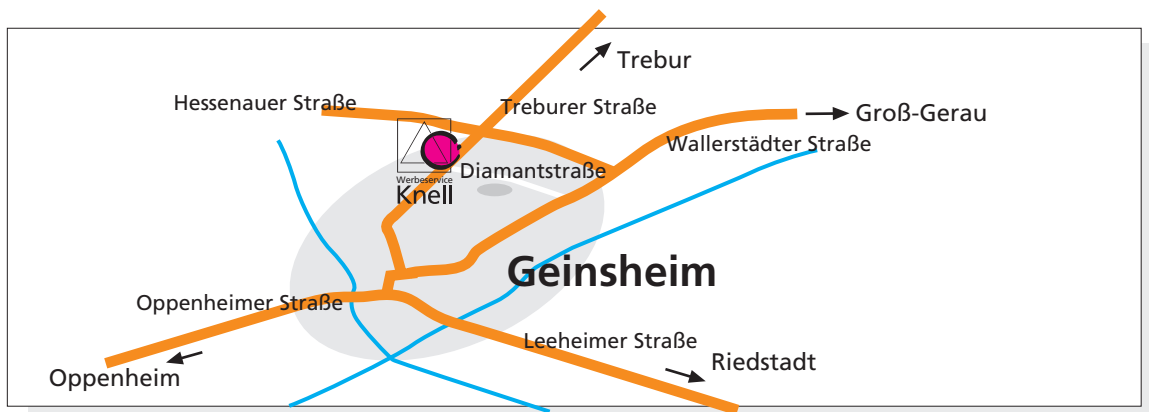 Trebur
Hessenauer Straße
Treburer Straße
Groß-Gerau
Wallerstädter Straße
Diamantstraße
Werbeservice
Knell
Geinsheim
Oppenheimer Straße
Leeheimer Straße
Riedstadt
Oppenheim